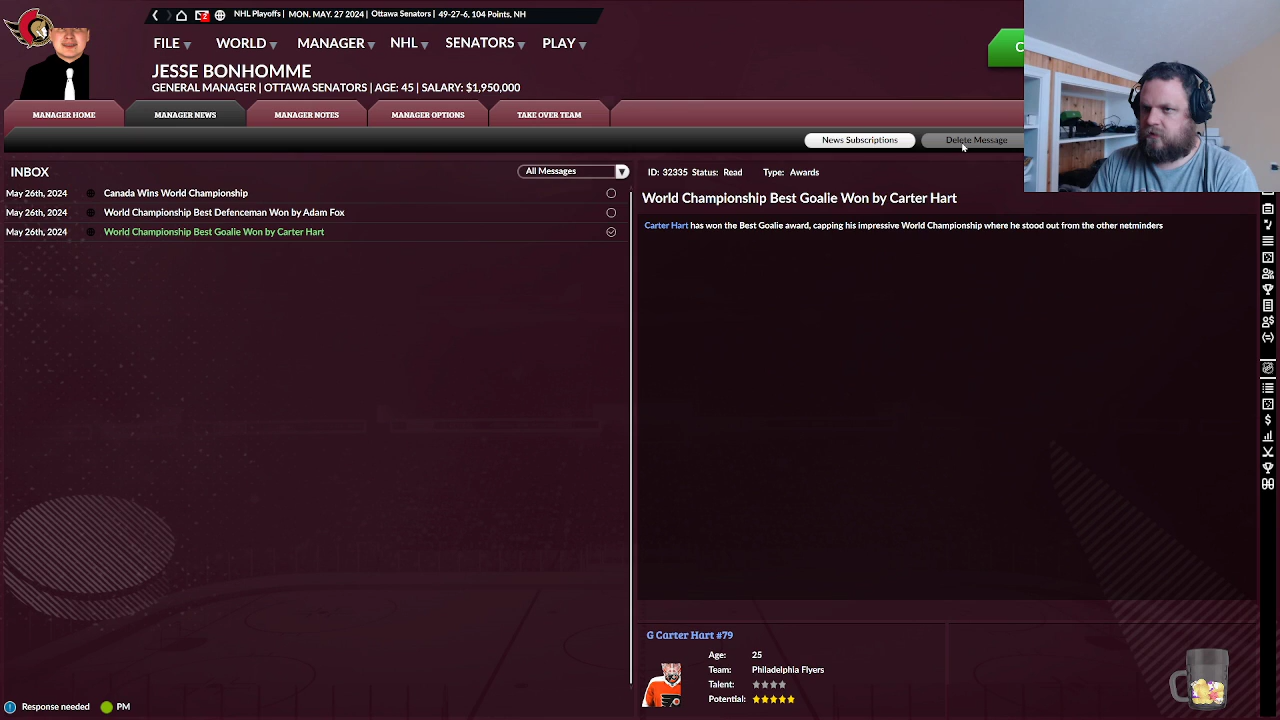 NHL Playoffs | MON. MAY. 27 2024 | Ottawa Senators | 49-27-6, 104 Points, NH
2
FILE WORLD MANAGER NHL SENATORS PLAY
JESSE BONHOMME
GENERAL MANAGER | OTTAWA SENATORS | AGE: 45 | SALARY: $1,950,000
MANAGER HOME MANAGER NEWS MANAGER NOTES MANAGER OPTIONS TAKE OVER TEAM
News Subscriptions Delete Message
INBOX All Messages
May 26th, 2024 Canada Wins World Championship
May 26th, 2024 World Championship Best Defenceman Won by Adam Fox
May 26th, 2024 World Championship Best Goalie Won by Carter Hart
ID: 32335 Status: Read Type: Awards
World Championship Best Goalie Won by Carter Hart
Carter Hart has won the Best Goalie award, capping his impressive World Championship where he stood out from the other netminders
G Carter Hart #79
Age: 25
Team: Philadelphia Flyers
Talent:
Potential:
Response needed PM